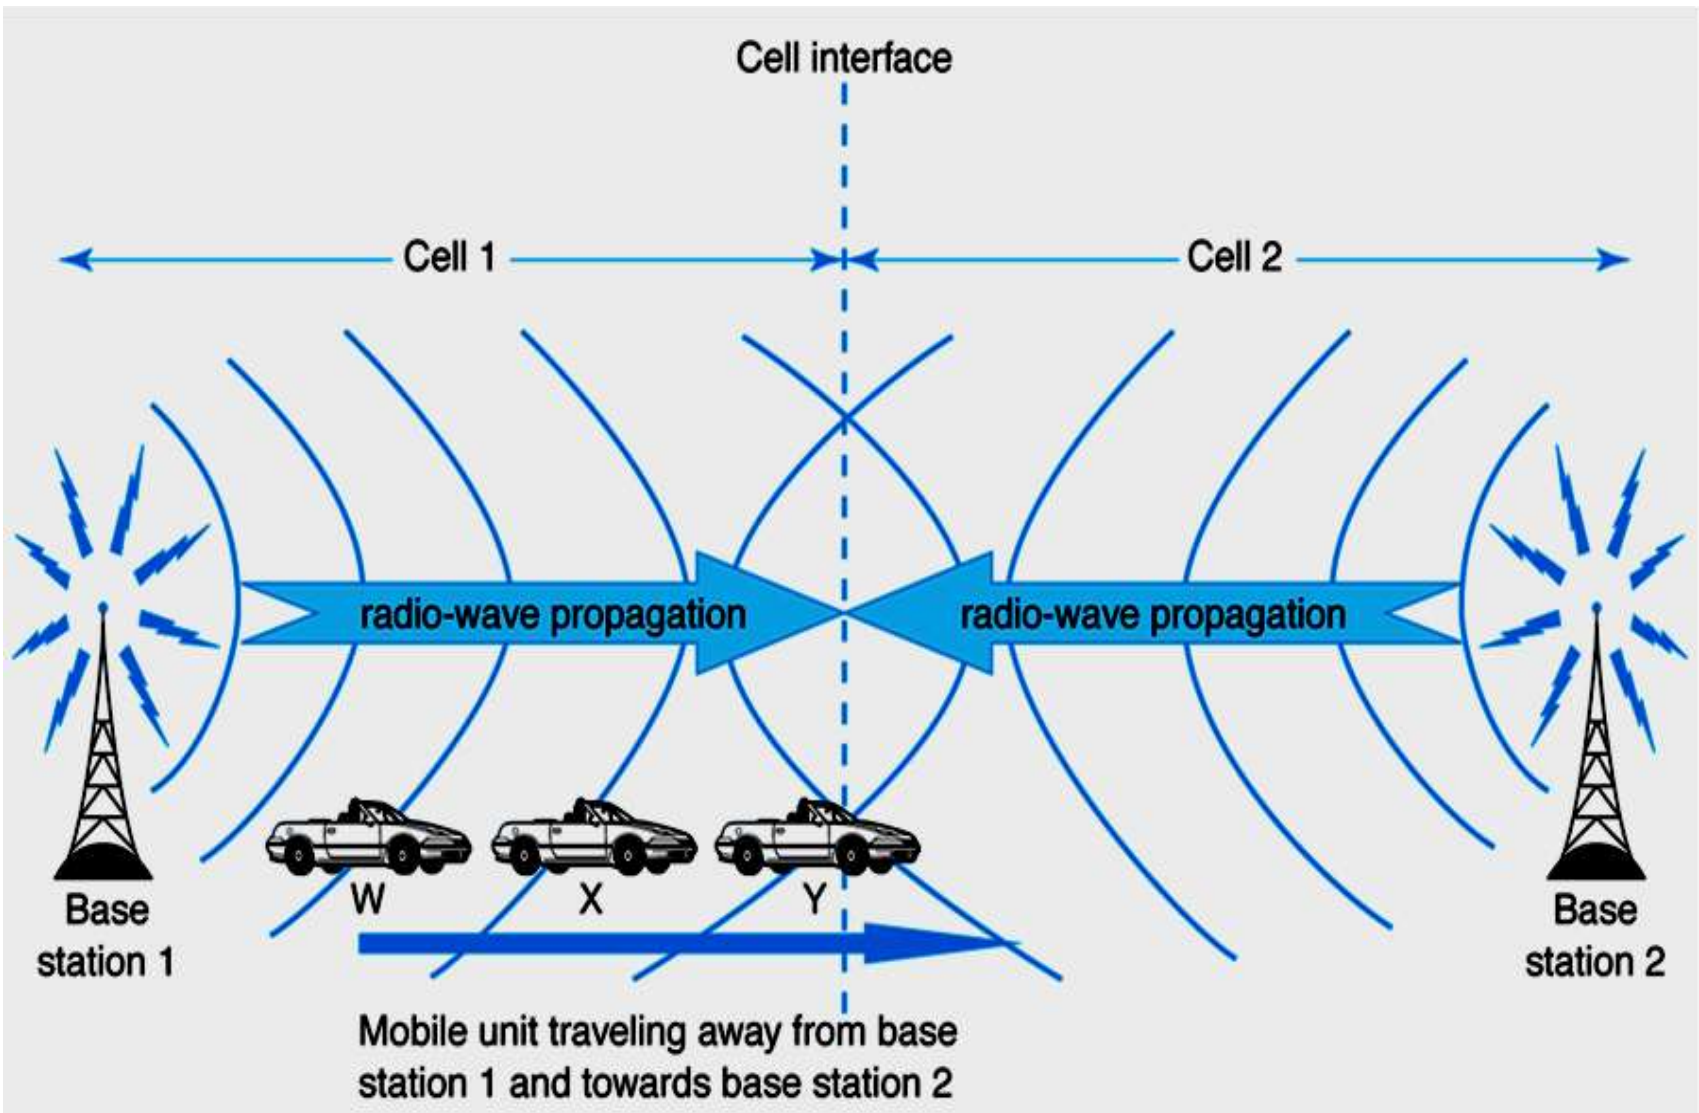 Cell interface
Cell 1
Cell 2
radio-wave propagation
radio-wave propagation
W
X
Y
Base
station 1
Base
station 2
Mobile unit traveling away from base
station 1 and towards base station 2